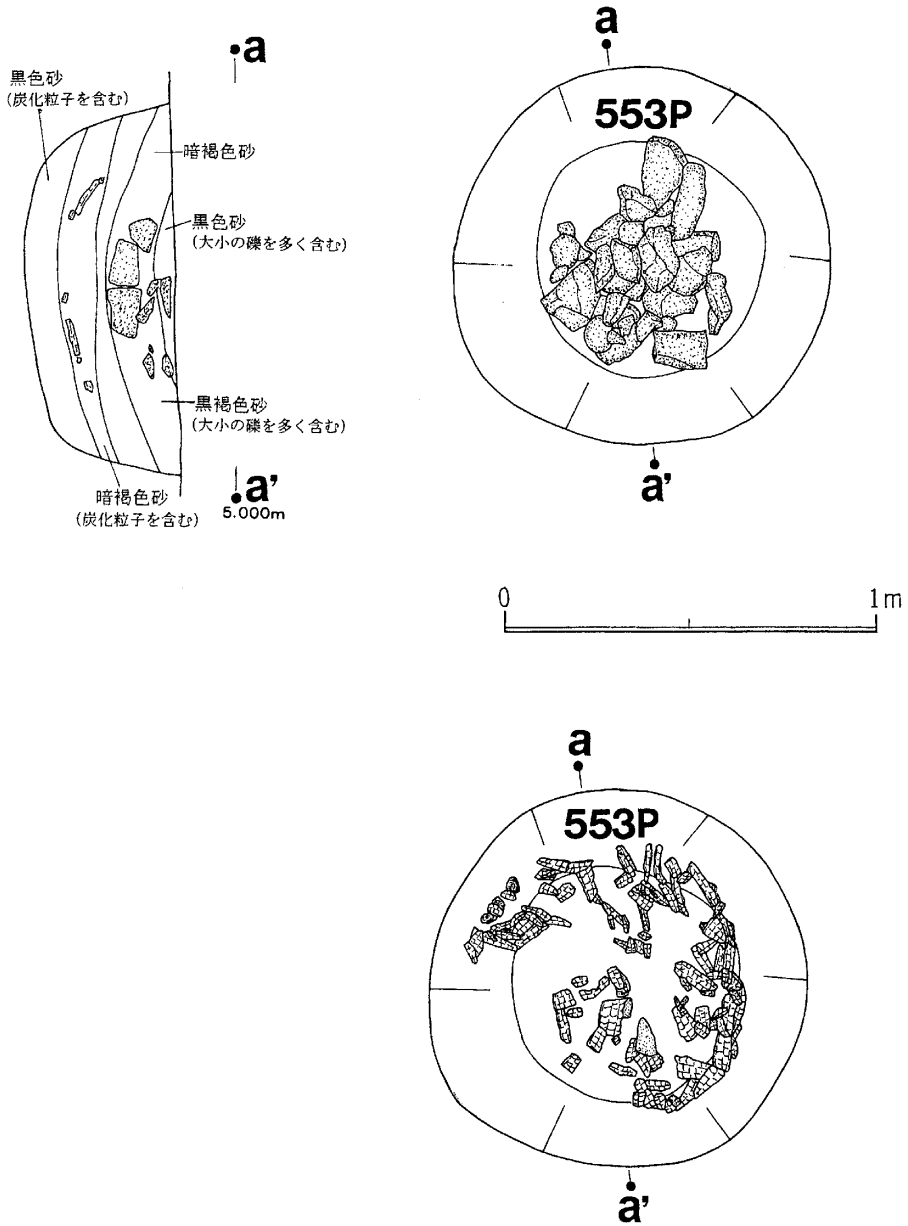 a
黒色砂
(炭化粒子を含む)
暗褐色砂
黒色砂
(大小の礫を多く含む)
黒褐色砂
(大小の礫を多く含む)
暗褐色砂
(炭化粒子を含む)
a'
5.000m
a
553P
a'
0 1m
a
553P
a'